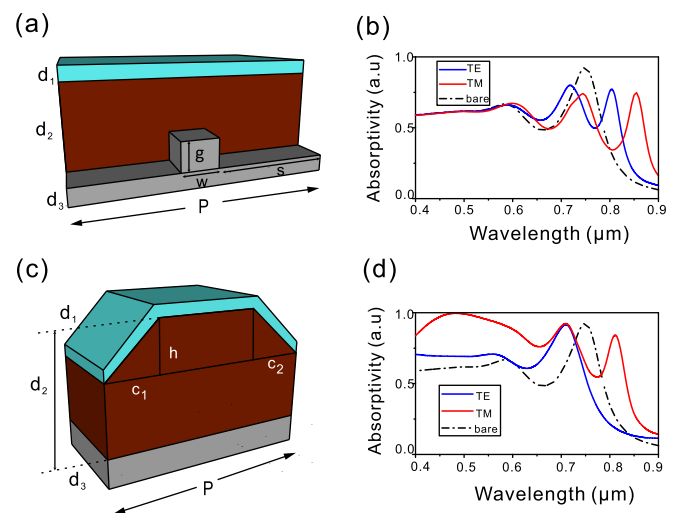 (a)
d1
d2
d3
g
w
s
P
(b)
Absorptivity (a.u)
1.0
0.5
0.0
TE
TM
bare
0.4 0.5 0.6 0.7 0.8 0.9
Wavelength (μm)
(c)
d1
d2
d3
h
c1
c2
P
(d)
Absorptivity (a.u)
1.0
0.5
0.0
TE
TM
bare
0.4 0.5 0.6 0.7 0.8 0.9
Wavelength (μm)